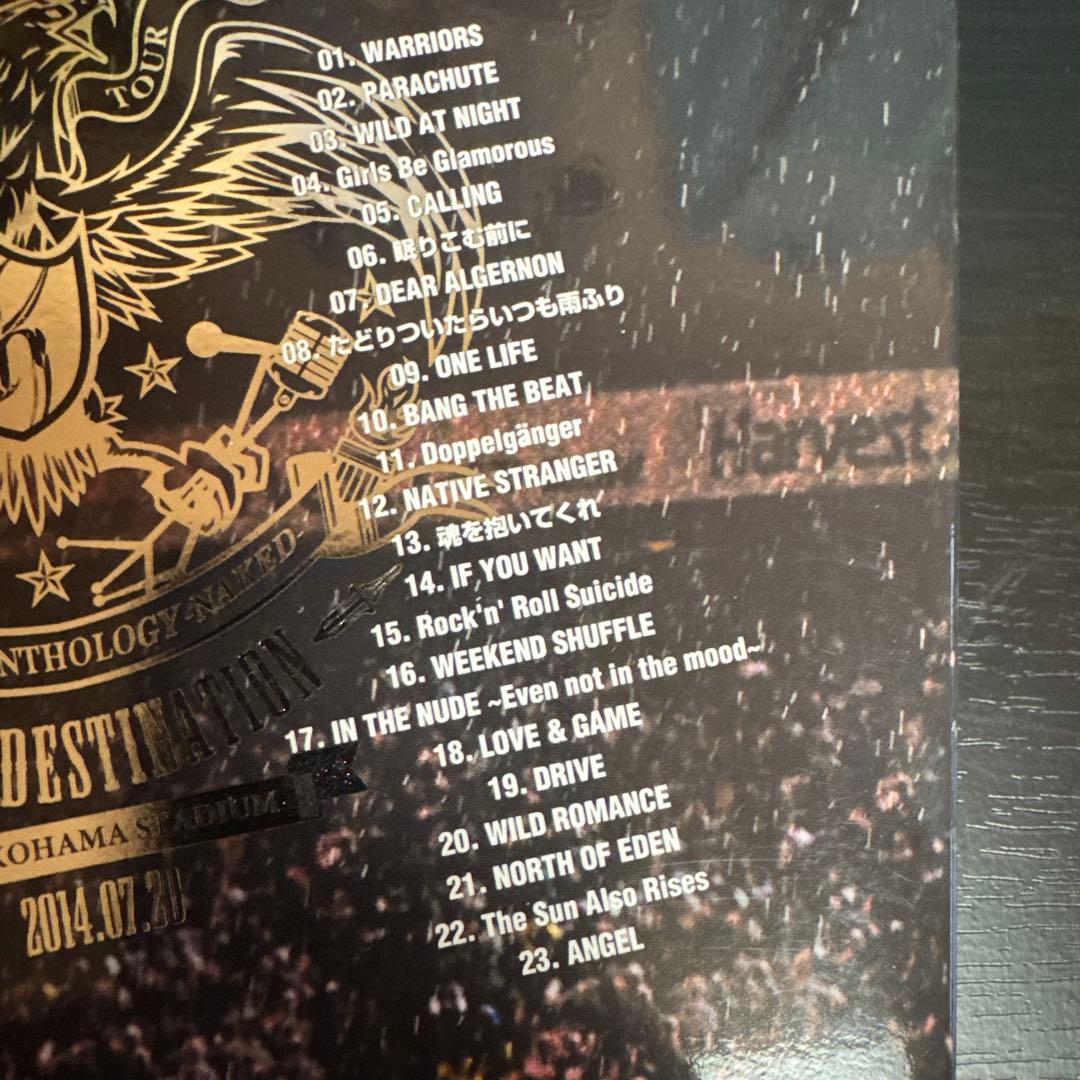 TOUR
01. WARRIORS
02. PARACHUTE
03. WILD AT NIGHT
04. Girls Be Glamorous
05. CALLING
06. 眠りこむ前に
07. DEAR ALGERNON
08. たどりついたらいつも雨ふり
09. ONE LIFE
10. BANG THE BEAT
11. Doppelgänger
12. NATIVE STRANGER
13. 魂を抱いてくれ
14. IF YOU WANT
15. Rock'n' Roll Suicide
16. WEEKEND SHUFFLE
17. IN THE NUDE ~Even not in the mood~
18. LOVE & GAME
19. DRIVE
20. WILD ROMANCE
21. NORTH OF EDEN
22. The Sun Also Rises
23. ANGEL
Harvest
NTHOLOGY -NAKED-
DESTINATION
KOHAMA STADIUM
2014.07.20